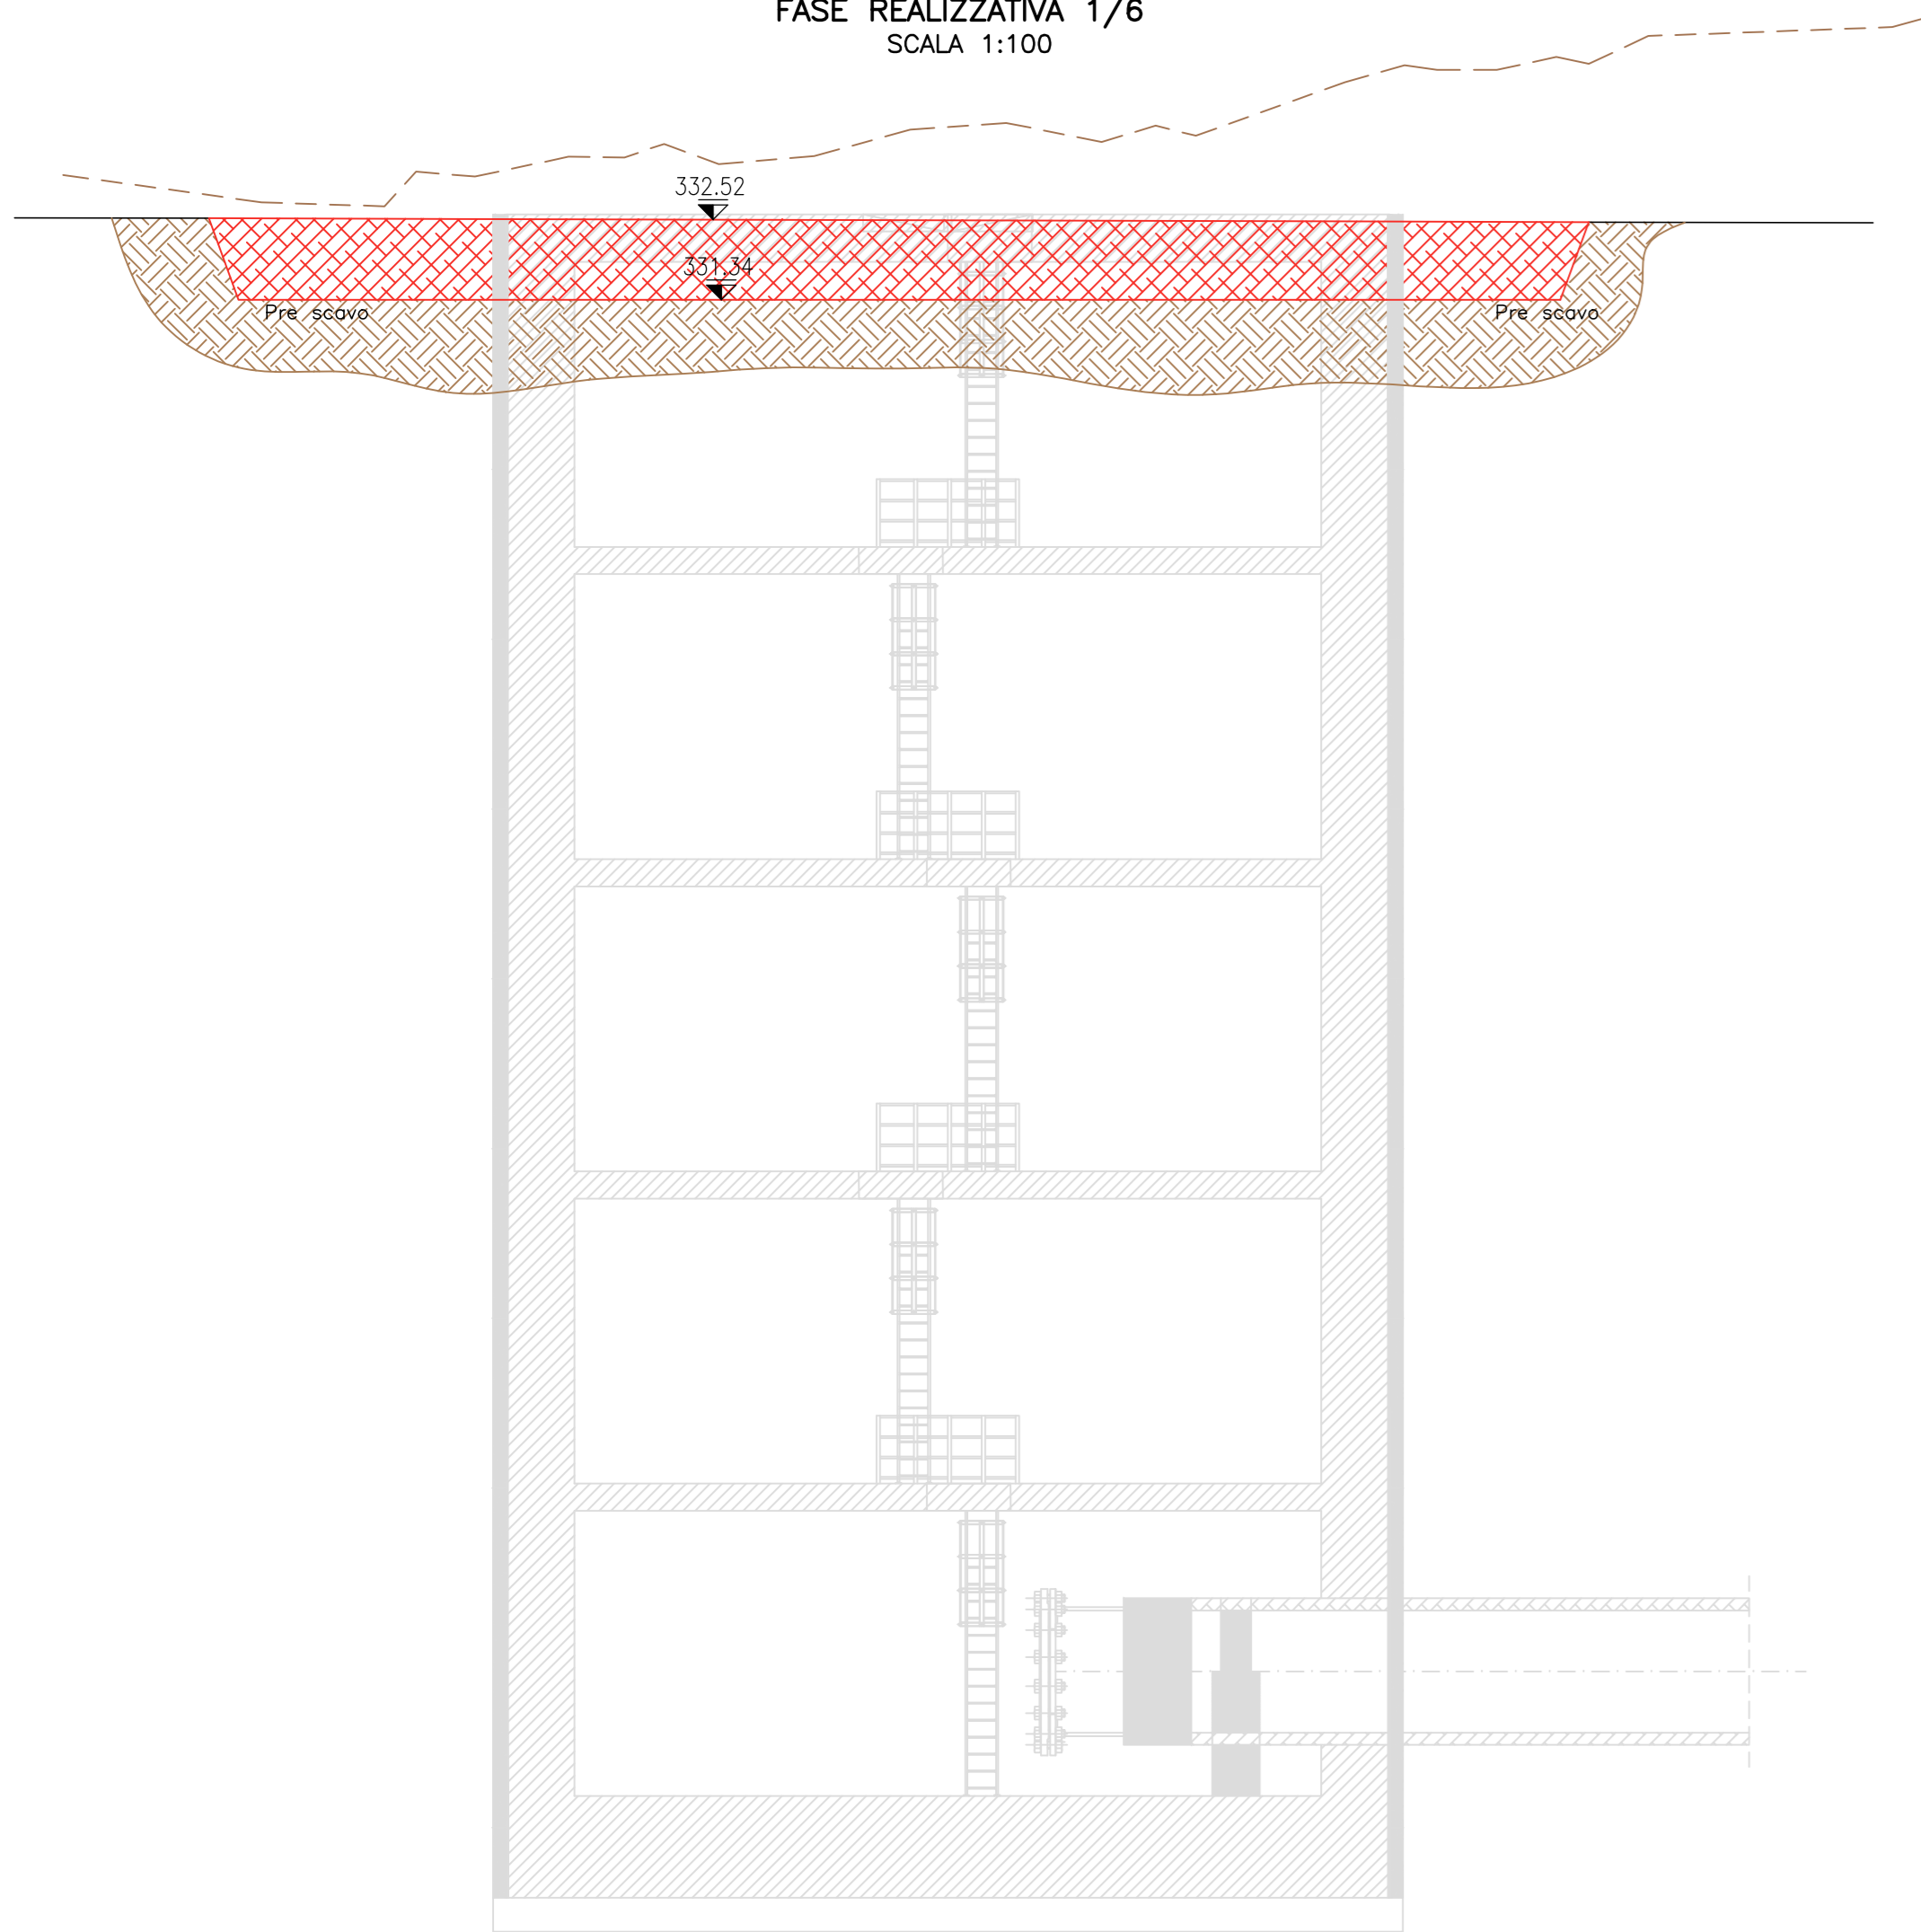 FASE REALIZZATIVA 1/6
SCALA 1:100
332.52
331.34
Pre scavo
Pre scavo